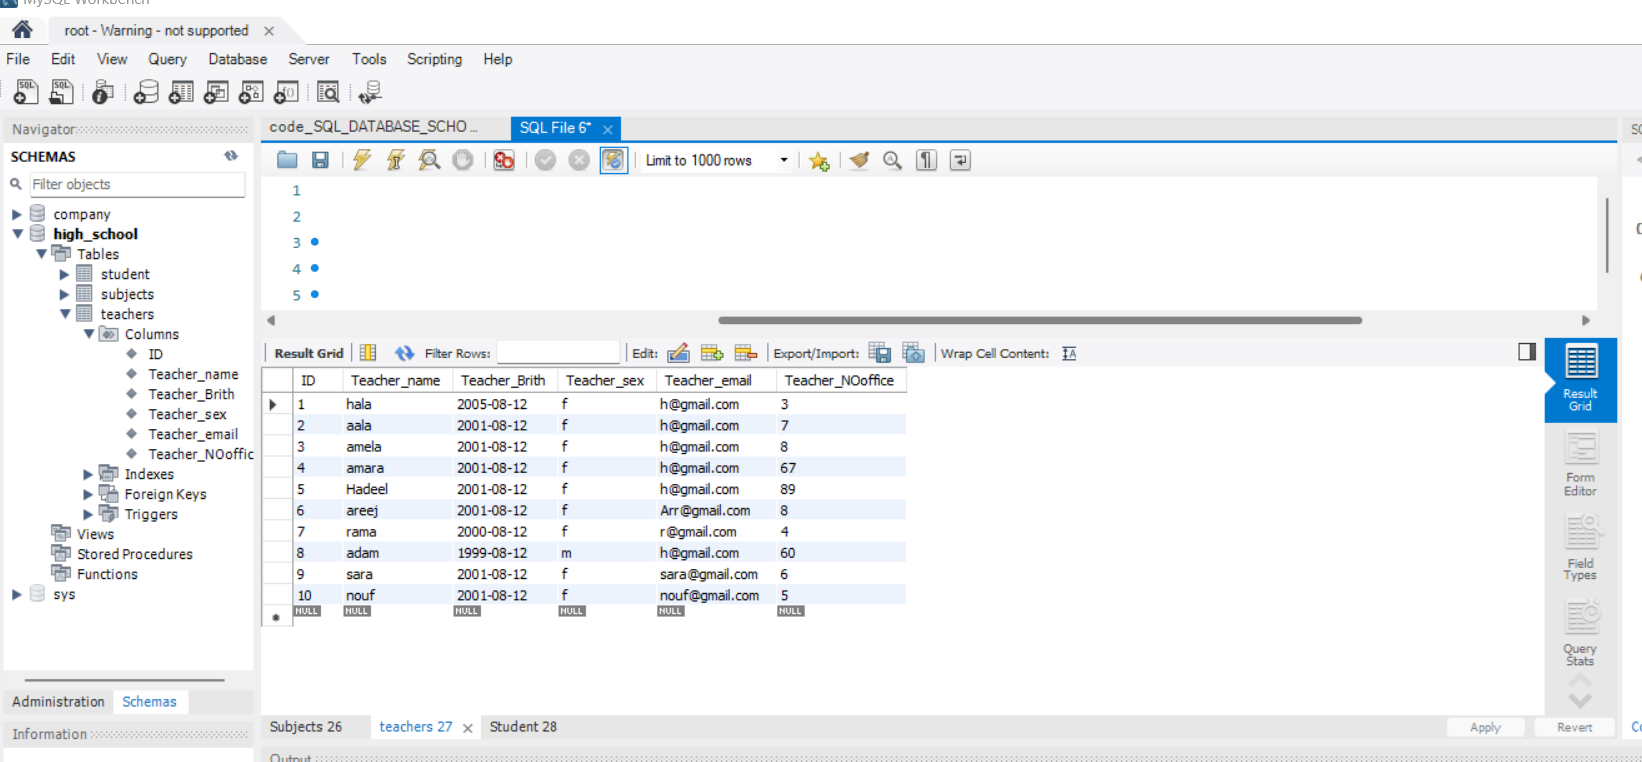 MySQL Workbench
root - Warning - not supported
File Edit View Query Database Server Tools Scripting Help
Navigator
code_SQL_DATABASE_SCHO ...
SQL File 6*
SCHEMAS
Limit to 1000 rows
Filter objects
company
high_school
Tables
student
subjects
teachers
Columns
ID
Teacher_name
Teacher_Brith
Teacher_sex
Teacher_email
Teacher_NOoffic
Indexes
Foreign Keys
Triggers
Views
Stored Procedures
Functions
sys
Administration Schemas
Information
1
2
3
4
5
Result Grid Filter Rows: Edit: Export/Import: Wrap Cell Content:
ID Teacher_name Teacher_Brith Teacher_sex Teacher_email Teacher_NOoffice
1 hala 2005-08-12 f h@gmail.com 3
2 aala 2001-08-12 f h@gmail.com 7
3 amela 2001-08-12 f h@gmail.com 8
4 amara 2001-08-12 f h@gmail.com 67
5 Hadeel 2001-08-12 f h@gmail.com 89
6 areej 2001-08-12 f Arr@gmail.com 8
7 rama 2000-08-12 f r@gmail.com 4
8 adam 1999-08-12 m h@gmail.com 60
9 sara 2001-08-12 f sara@gmail.com 6
10 nouf 2001-08-12 f nouf@gmail.com 5
NULL NULL NULL NULL NULL NULL
Result
Grid
Form
Editor
Field
Types
Query
Stats
Subjects 26 teachers 27 Student 28
Apply Revert
Output